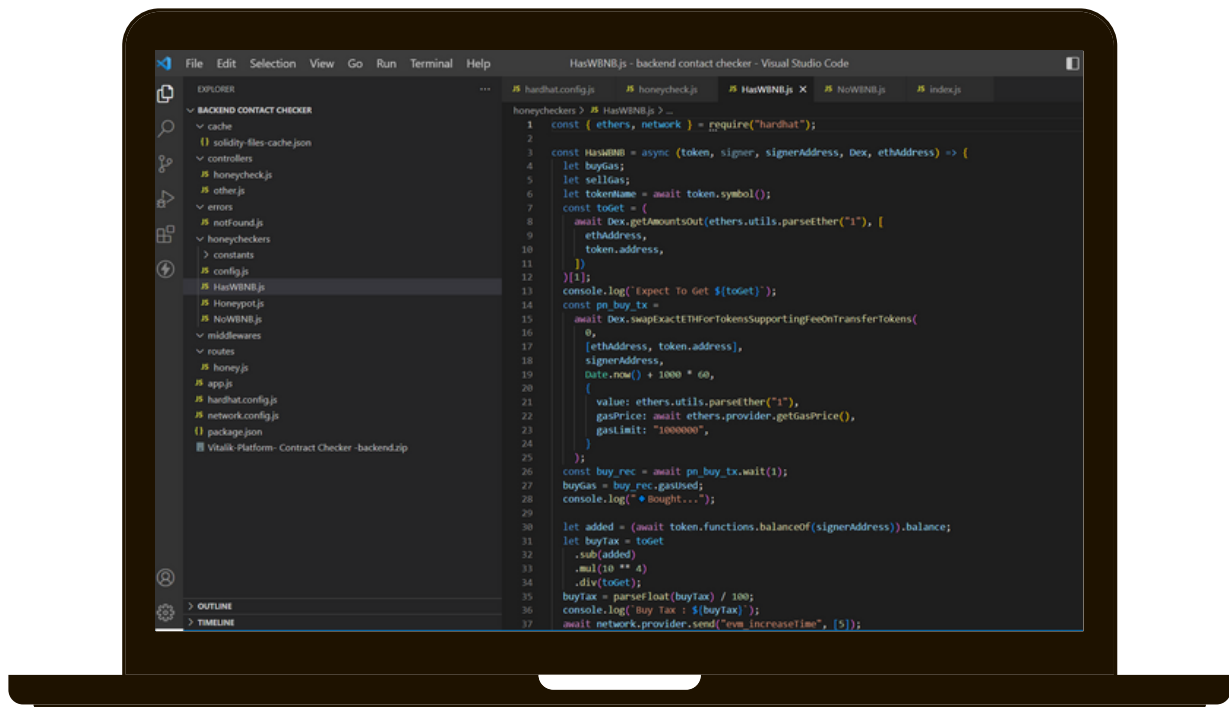 File Edit Selection View Go Run Terminal Help HasWBNB.js - backend contact checker - Visual Studio Code
EXPLORER ...
BACKEND CONTACT CHECKER
cache
{} solidity-files-cache.json
controllers
JS honeycheck.js
JS other.js
errors
JS notFound.js
honeycheckers
constants
JS config.js
JS HasWBNB.js
JS Honeypot.js
JS NoWBNB.js
middlewares
routes
JS honey.js
JS app.js
JS hardhat.config.js
JS network.config.js
{} package.json
Vitalik-Platform- Contract Checker -backend.zip
OUTLINE
TIMELINE
JS hardhat.config.js JS honeycheck.js JS HasWBNB.js X JS NoWBNB.js JS index.js
honeycheckers > JS HasWBNB.js > ...
1 const { ethers, network } = require("hardhat");
2
3 const HasWBNB = async (token, signer, signerAddress, Dex, ethAddress) => {
4 let buyGas;
5 let sellGas;
6 let tokenName = await token.symbol();
7 const toGet = (
8 await Dex.getAmountsOut(ethers.utils.parseEther("1"), [
9 ethAddress,
10 token.address,
11 ])
12 )[1];
13 console.log(`Expect To Get ${toGet}`);
14 const pn_buy_tx =
15 await Dex.swapExactETHForTokensSupportingFeeOnTransferTokens(
16 0,
17 [ethAddress, token.address],
18 signerAddress,
19 Date.now() + 1000 * 60,
20 {
21 value: ethers.utils.parseEther("1"),
22 gasPrice: await ethers.provider.getGasPrice(),
23 gasLimit: "1000000",
24 }
25 );
26 const buy_rec = await pn_buy_tx.wait(1);
27 buyGas = buy_rec.gasUsed;
28 console.log("🔹Bought...");
29
30 let added = (await token.functions.balanceOf(signerAddress)).balance;
31 let buyTax = toGet
32 .sub(added)
33 .mul(10 ** 4)
34 .div(toGet);
35 buyTax = parseFloat(buyTax) / 100;
36 console.log(`Buy Tax : ${buyTax}`);
37 await network.provider.send("evm_increaseTime", [5]);